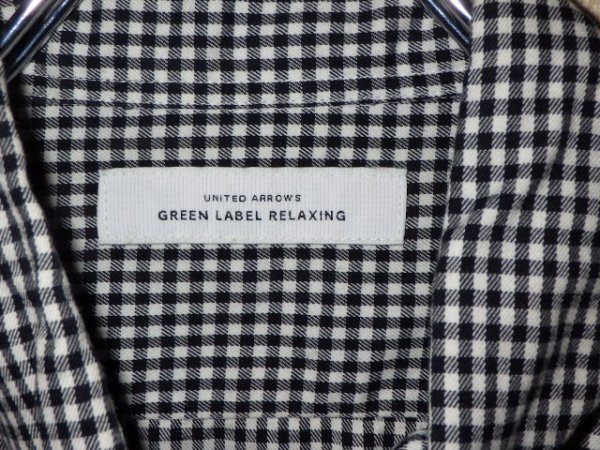 UNITED ARROWS
GREEN LABEL RELAXING